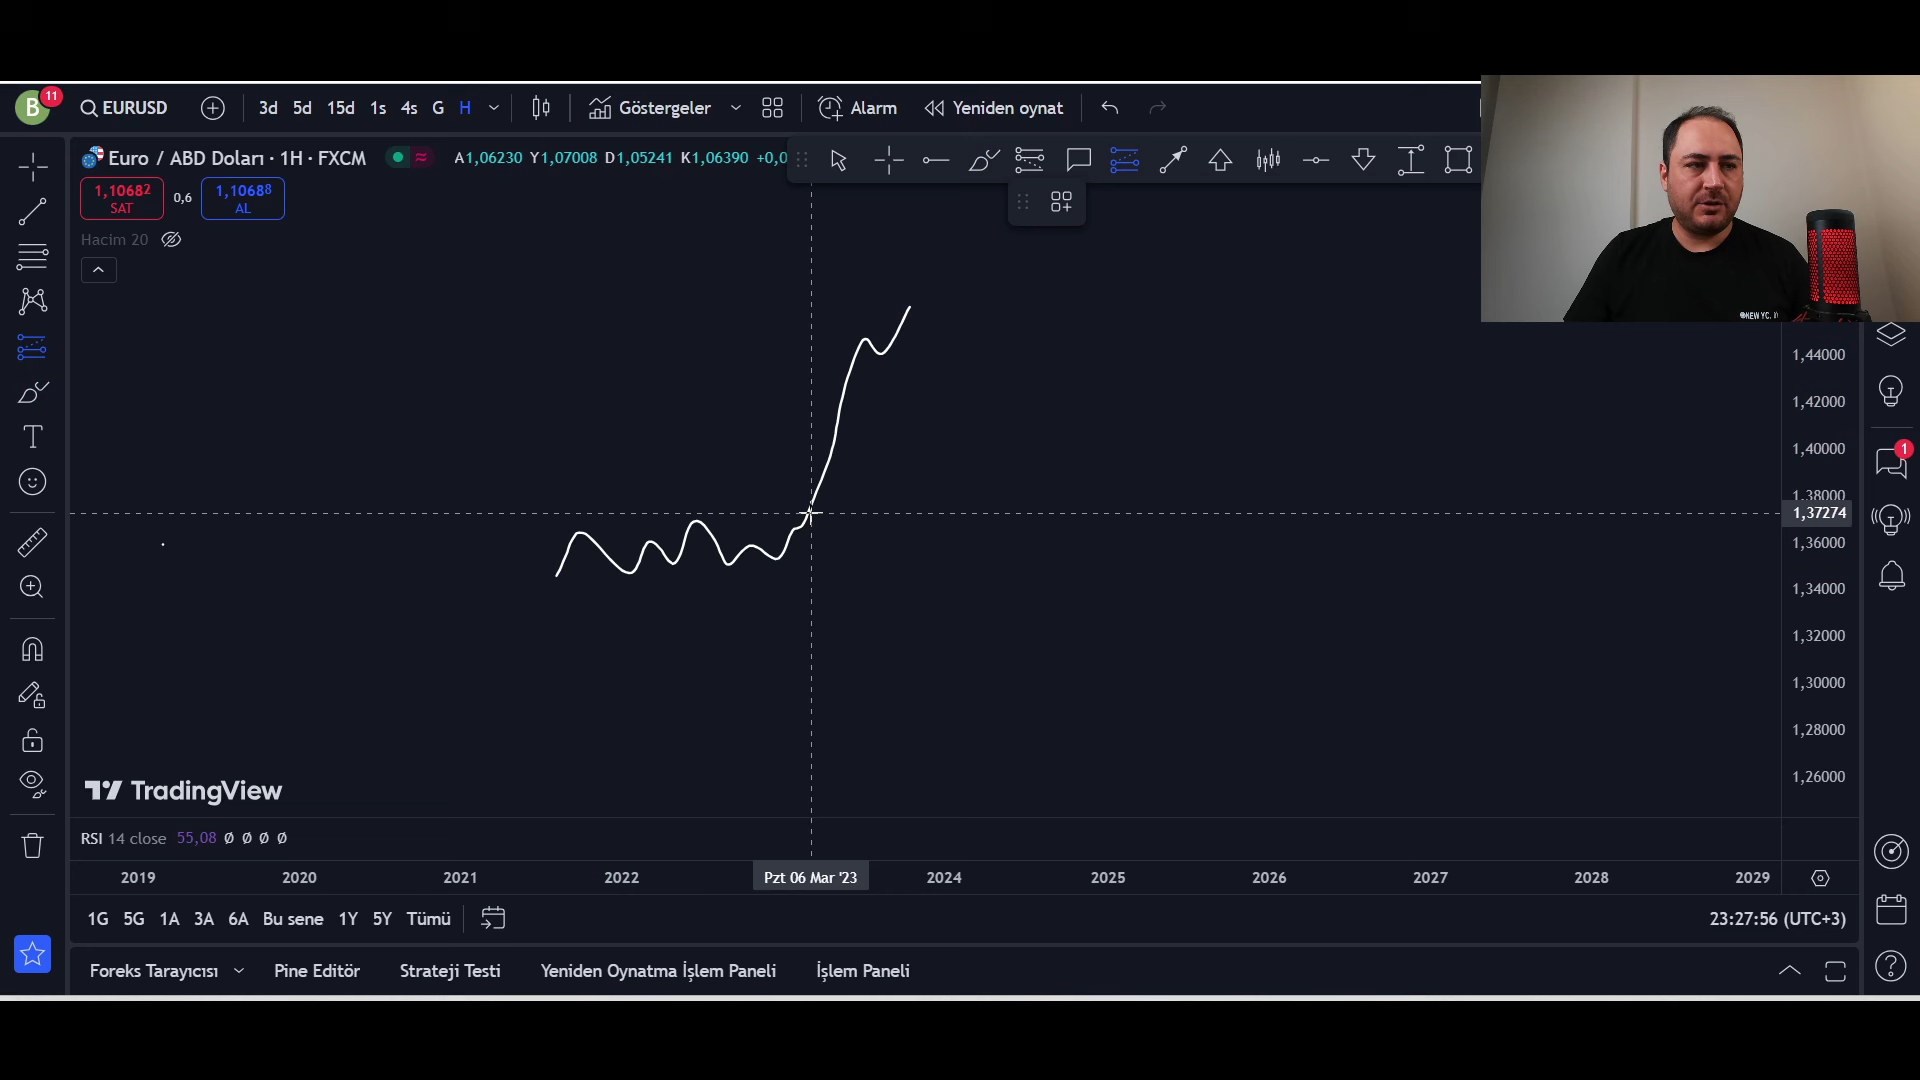 B 11 EURUSD 3d 5d 15d 1s 4s G H Göstergeler Alarm Yeniden oynat
Euro / ABD Doları · 1H · FXCM A1,06230 Y1,07008 D1,05241 K1,06390 +0,0
1,10682 0,6 1,10688
SAT AL
Hacim 20
1,44000
1,42000
1,40000
1
1,38000
1,37274
1,36000
1,34000
1,32000
1,30000
1,28000
1,26000
TradingView
RSI 14 close 55,08 Ø Ø Ø Ø
2019 2020 2021 2022 Pzt 06 Mar '23 2024 2025 2026 2027 2028 2029
1G 5G 1A 3A 6A Bu sene 1Y 5Y Tümü 23:27:56 (UTC+3)
Foreks Tarayıcısı Pine Editör Strateji Testi Yeniden Oynatma İşlem Paneli İşlem Paneli